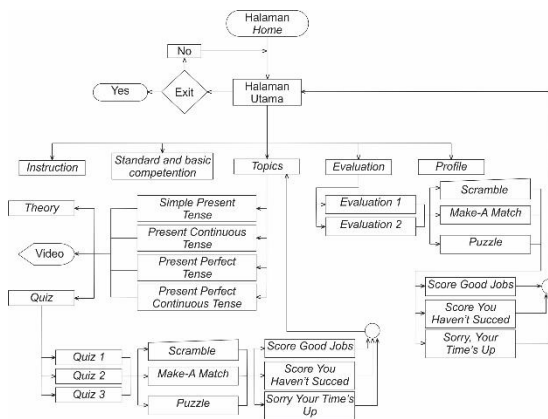 Halaman
Home
No
Yes
Exit
Halaman
Utama
Instruction
Standard and basic
competention
Topics
Evaluation
Profile
Theory
Video
Quiz
Simple Present
Tense
Present Continuous
Tense
Present Perfect
Tense
Present Perfect
Continuous Tense
Evaluation 1
Evaluation 2
Scramble
Make-A Match
Puzzle
Score Good Jobs
Score You
Haven't Succed
Sorry, Your
Time's Up
Quiz 1
Quiz 2
Quiz 3
Scramble
Make-A Match
Puzzle
Score Good Jobs
Score You
Haven't Succed
Sorry Your Time's
Up